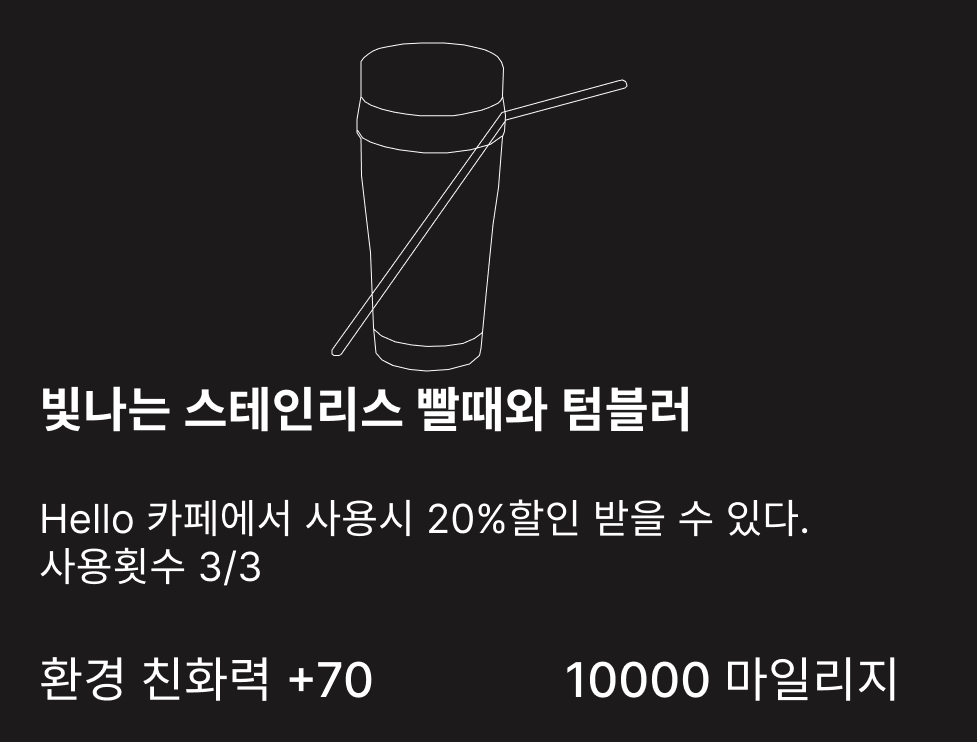 빛나는 스테인리스 빨때와 텀블러
Hello 카페에서 사용시 20%할인 받을 수 있다.
사용횟수 3/3
환경 친화력 +70
10000 마일리지